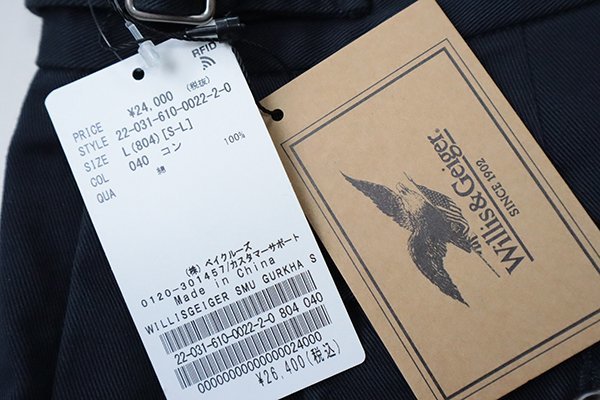 RFID
PRICE ¥24,000 (税抜)
STYLE 22-031-610-0022-2-0
SIZE L(804)[S-L]
COL 040 コン
QUA 綿 100%
(株) ベイクルーズ
0120-301457/カスタマーサポート
Made in China
WILLISGEIGER SMU GURKHA S
22-031-610-0022-2-0 804 040
0000000000000024000
¥26,400(税込)
Willis&Geiger
SINCE 1902